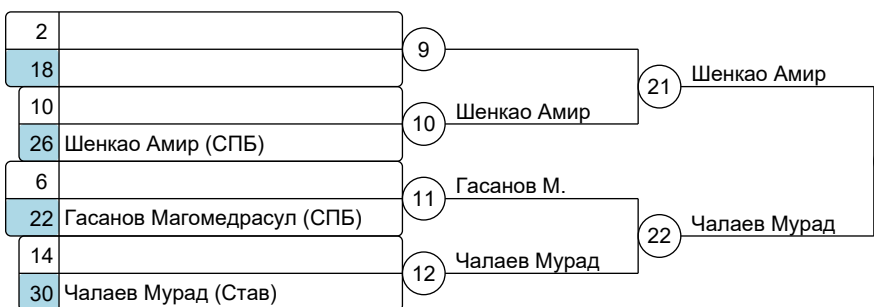 2
18
9
10
26 Шенкао Амир (СПБ)
10
Шенкао Амир
21
Шенкао Амир
6
22 Гасанов Магомедрасул (СПБ)
11
Гасанов М.
14
30 Чалаев Мурад (Став)
12
Чалаев Мурад
22
Чалаев Мурад